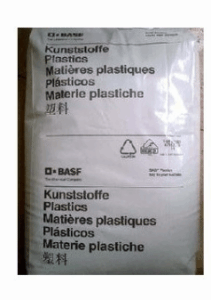 BASF
Kunststoffe
Plastics
Matières plastiques
Plásticos
Materie plastiche
塑料
BASF
Kunststoffe
Plastics
Matières plastiques
Plásticos
Materie plastiche
塑料